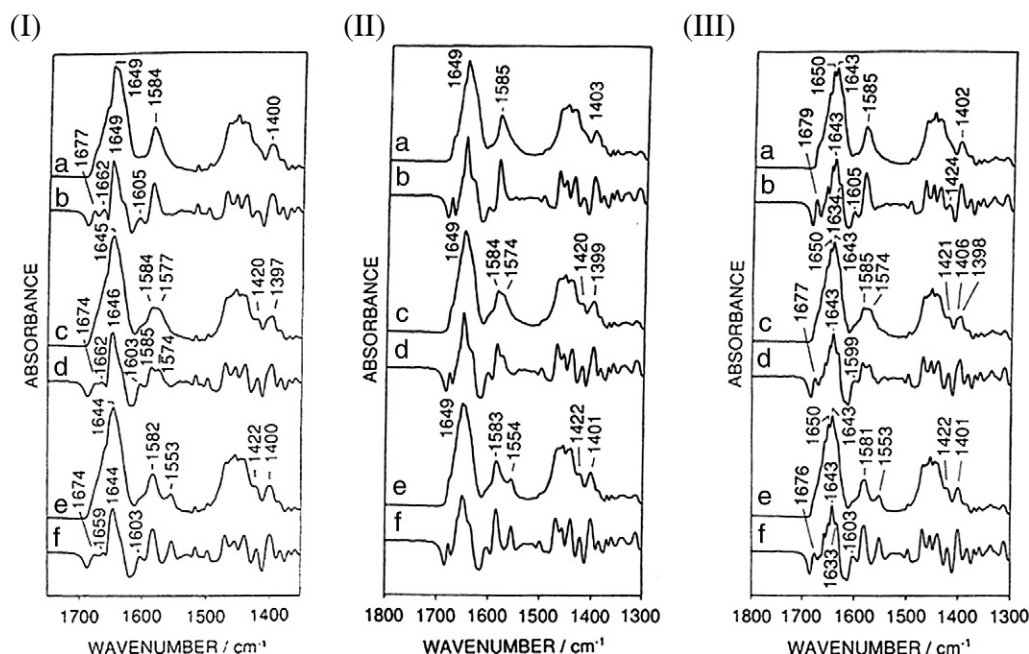 (I) (II) (III)
ABSORBANCE
1677
1662
1649
1649
1584
1605
1400
a
b
1674
1662
1645
1646
1584
1577
1603
1585
1574
1420
1397
c
d
1674
1659
1644
1644
1582
1553
1603
1422
1400
e
f
1700 1600 1500 1400
WAVENUMBER / cm⁻¹
ABSORBANCE
1649
1585
1403
a
b
1649
1584
1574
1420
1399
c
d
1649
1583
1554
1422
1401
e
f
1800 1700 1600 1500 1400 1300
WAVENUMBER / cm⁻¹
ABSORBANCE
1679
1650
1643
1643
1585
1605
1634
1402
1424
a
b
1677
1650
1643
1643
1585
1574
1599
1421
1406
1398
c
d
1676
1650
1643
1643
1581
1553
1603
1633
1422
1401
e
f
1800 1700 1600 1500 1400 1300
WAVENUMBER / cm⁻¹